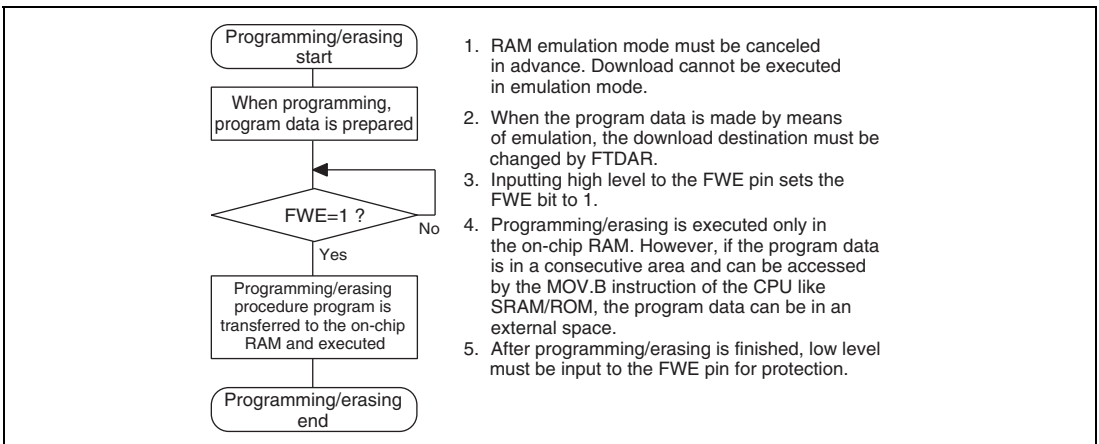 Programming/erasing
start
When programming,
program data is prepared
FWE=1 ?
No
Yes
Programming/erasing
procedure program is
transferred to the on-chip
RAM and executed
Programming/erasing
end
1. RAM emulation mode must be canceled
in advance. Download cannot be executed
in emulation mode.
2. When the program data is made by means
of emulation, the download destination must be
changed by FTDAR.
3. Inputting high level to the FWE pin sets the
FWE bit to 1.
4. Programming/erasing is executed only in
the on-chip RAM. However, if the program data
is in a consecutive area and can be accessed
by the MOV.B instruction of the CPU like
SRAM/ROM, the program data can be in an
external space.
5. After programming/erasing is finished, low level
must be input to the FWE pin for protection.